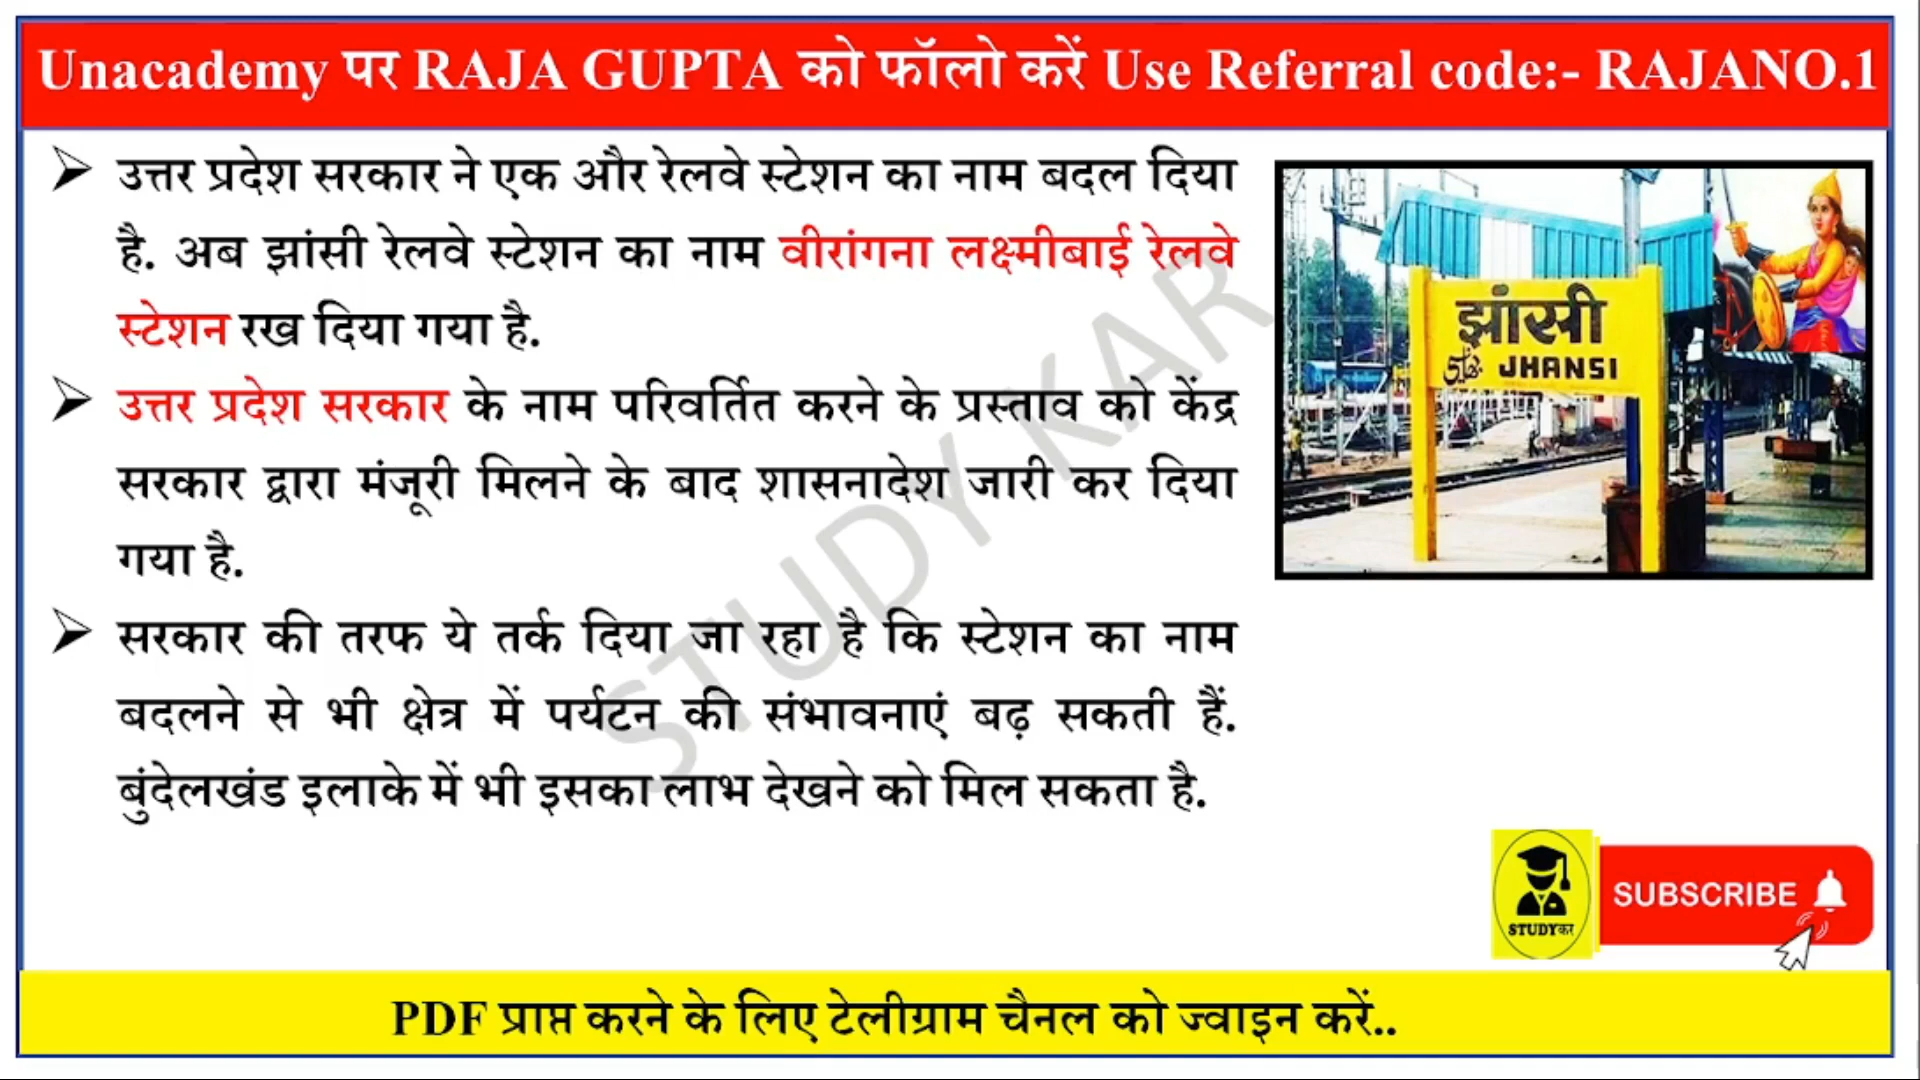 Unacademy पर RAJA GUPTA को फॉलो करें Use Referral code:- RAJANO.1
उत्तर प्रदेश सरकार ने एक और रेलवे स्टेशन का नाम बदल दिया
है. अब झांसी रेलवे स्टेशन का नाम वीरांगना लक्ष्मीबाई रेलवे
स्टेशन रख दिया गया है.
उत्तर प्रदेश सरकार के नाम परिवर्तित करने के प्रस्ताव को केंद्र
सरकार द्वारा मंजूरी मिलने के बाद शासनादेश जारी कर दिया
गया है.
सरकार की तरफ ये तर्क दिया जा रहा है कि स्टेशन का नाम
बदलने से भी क्षेत्र में पर्यटन की संभावनाएं बढ़ सकती हैं.
बुंदेलखंड इलाके में भी इसका लाभ देखने को मिल सकता है.
STUDY KAR
झांसी
جھانسی JHANSI
STUDYकर
SUBSCRIBE
PDF प्राप्त करने के लिए टेलीग्राम चैनल को ज्वाइन करें..